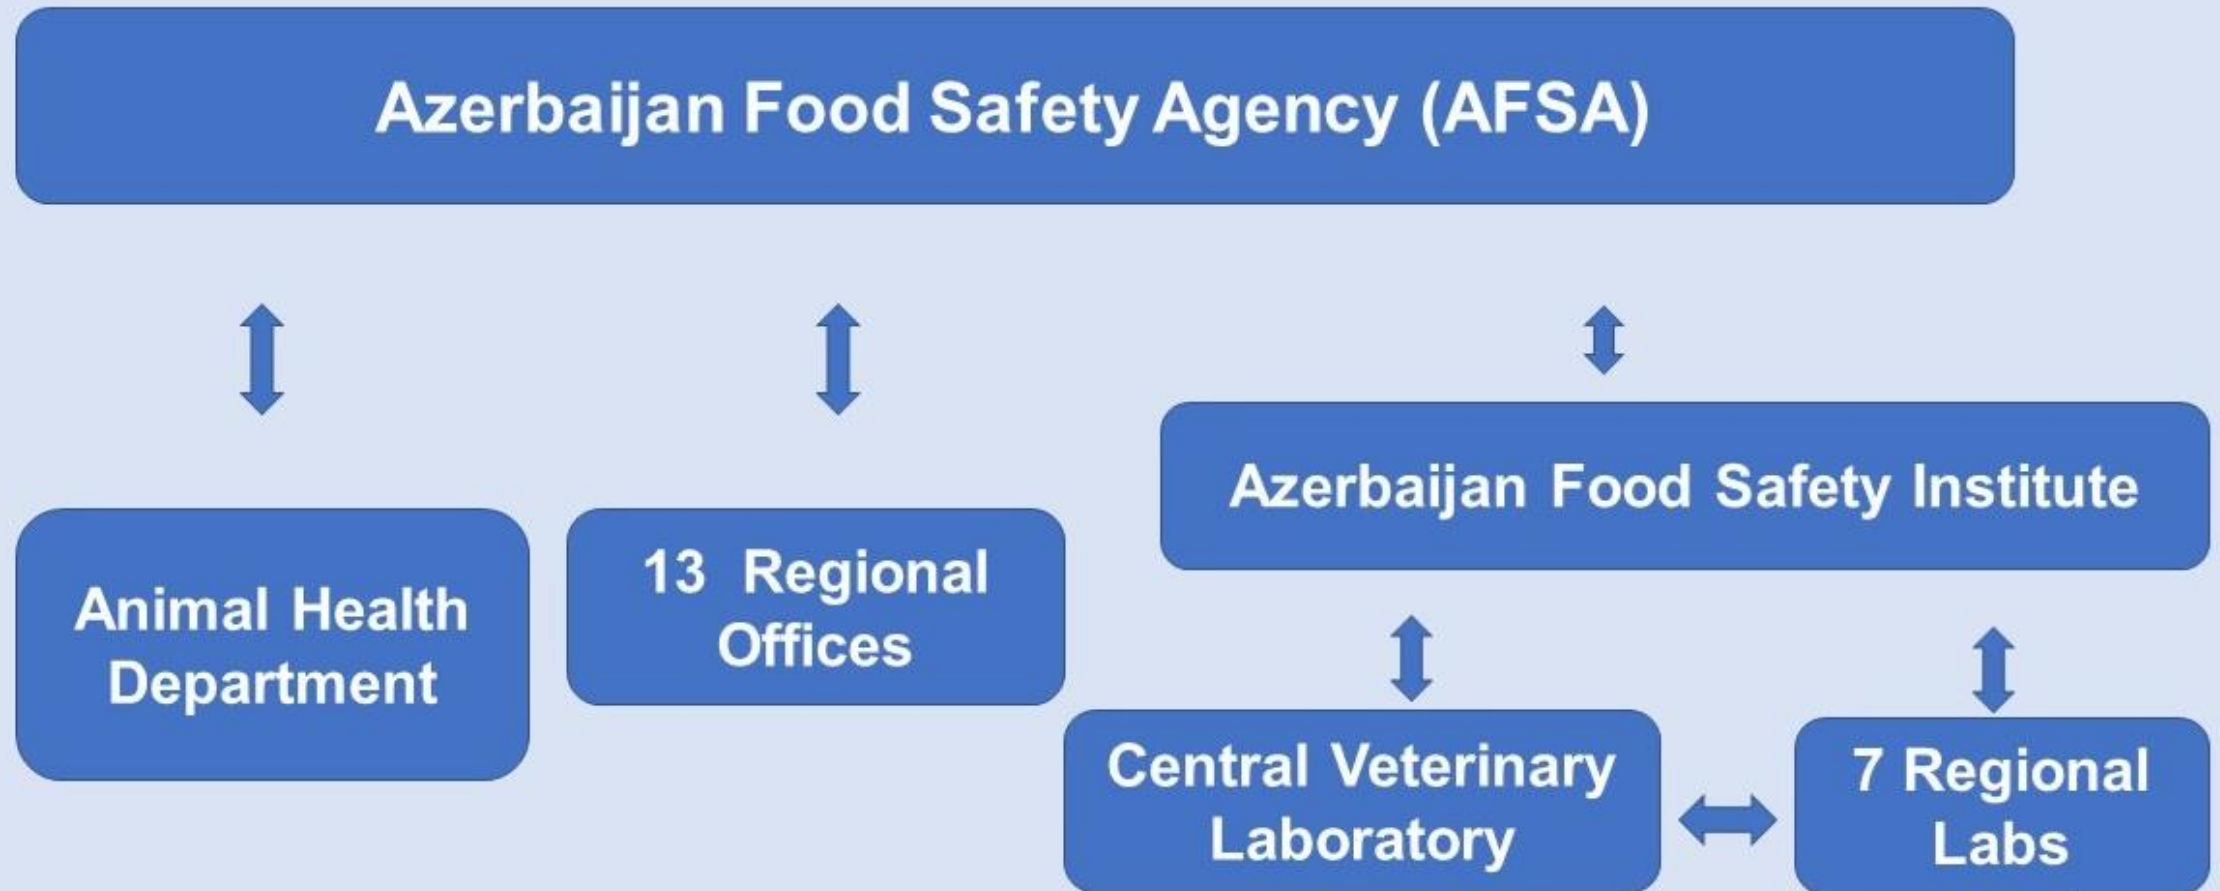 Azerbaijan Food Safety Agency (AFSA)
Animal Health
Department
13 Regional
Offices
Azerbaijan Food Safety Institute
Central Veterinary
Laboratory
7 Regional
Labs